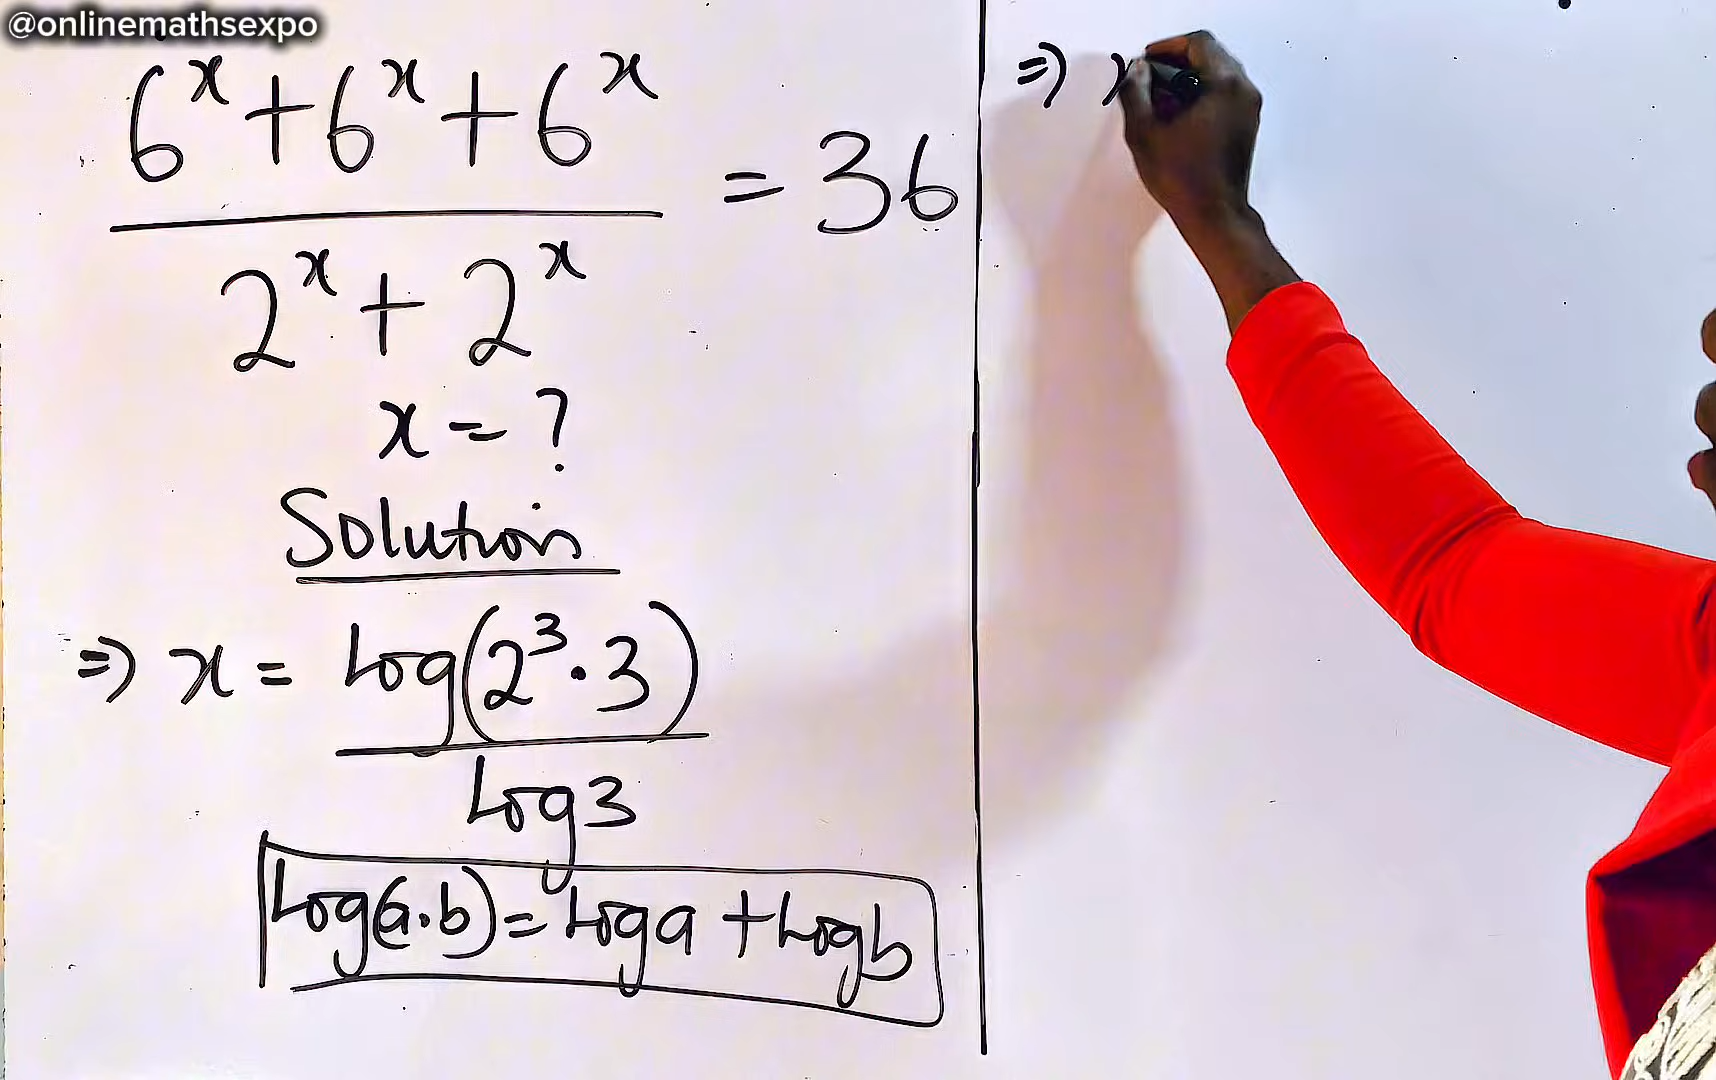 @onlinemathsexpo
6^x + 6^x + 6^x
2^x + 2^x
= 36
x = ?
Solution
⇒ x = Log(2^3 · 3)
Log3
Log(a·b) = Loga + Logb
⇒ x